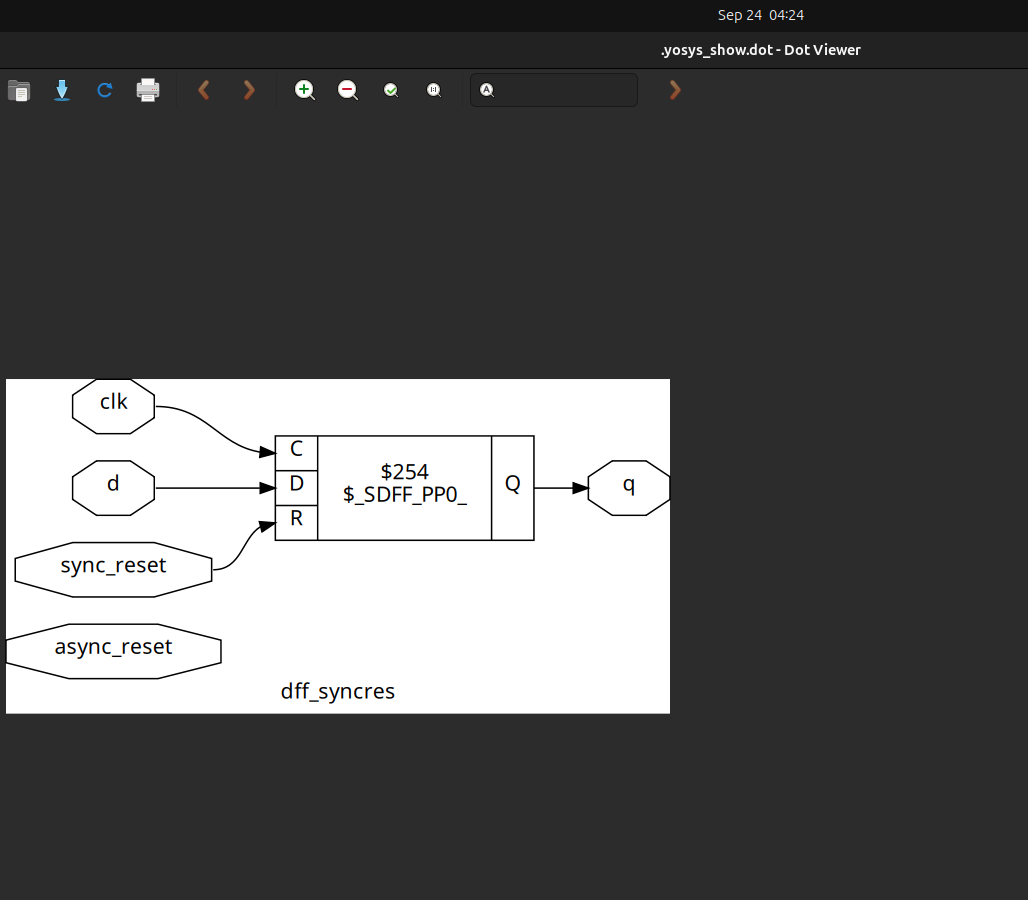 Sep 24 04:24
.yosys_show.dot - Dot Viewer
A
clk
C
$254
d
D
Q
q
$_SDFF_PP0_
R
sync_reset
async_reset
dff_syncres